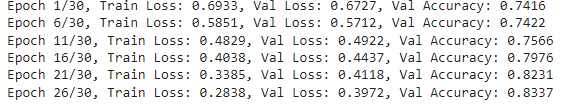 Epoch 1/30, Train Loss: 0.6933, Val Loss: 0.6727, Val Accuracy: 0.7416
Epoch 6/30, Train Loss: 0.5851, Val Loss: 0.5712, Val Accuracy: 0.7422
Epoch 11/30, Train Loss: 0.4829, Val Loss: 0.4922, Val Accuracy: 0.7566
Epoch 16/30, Train Loss: 0.4038, Val Loss: 0.4437, Val Accuracy: 0.7976
Epoch 21/30, Train Loss: 0.3385, Val Loss: 0.4118, Val Accuracy: 0.8231
Epoch 26/30, Train Loss: 0.2838, Val Loss: 0.3972, Val Accuracy: 0.8337